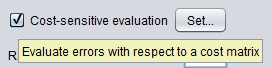 Cost-sensitive evaluation Set...
Evaluate errors with respect to a cost matrix